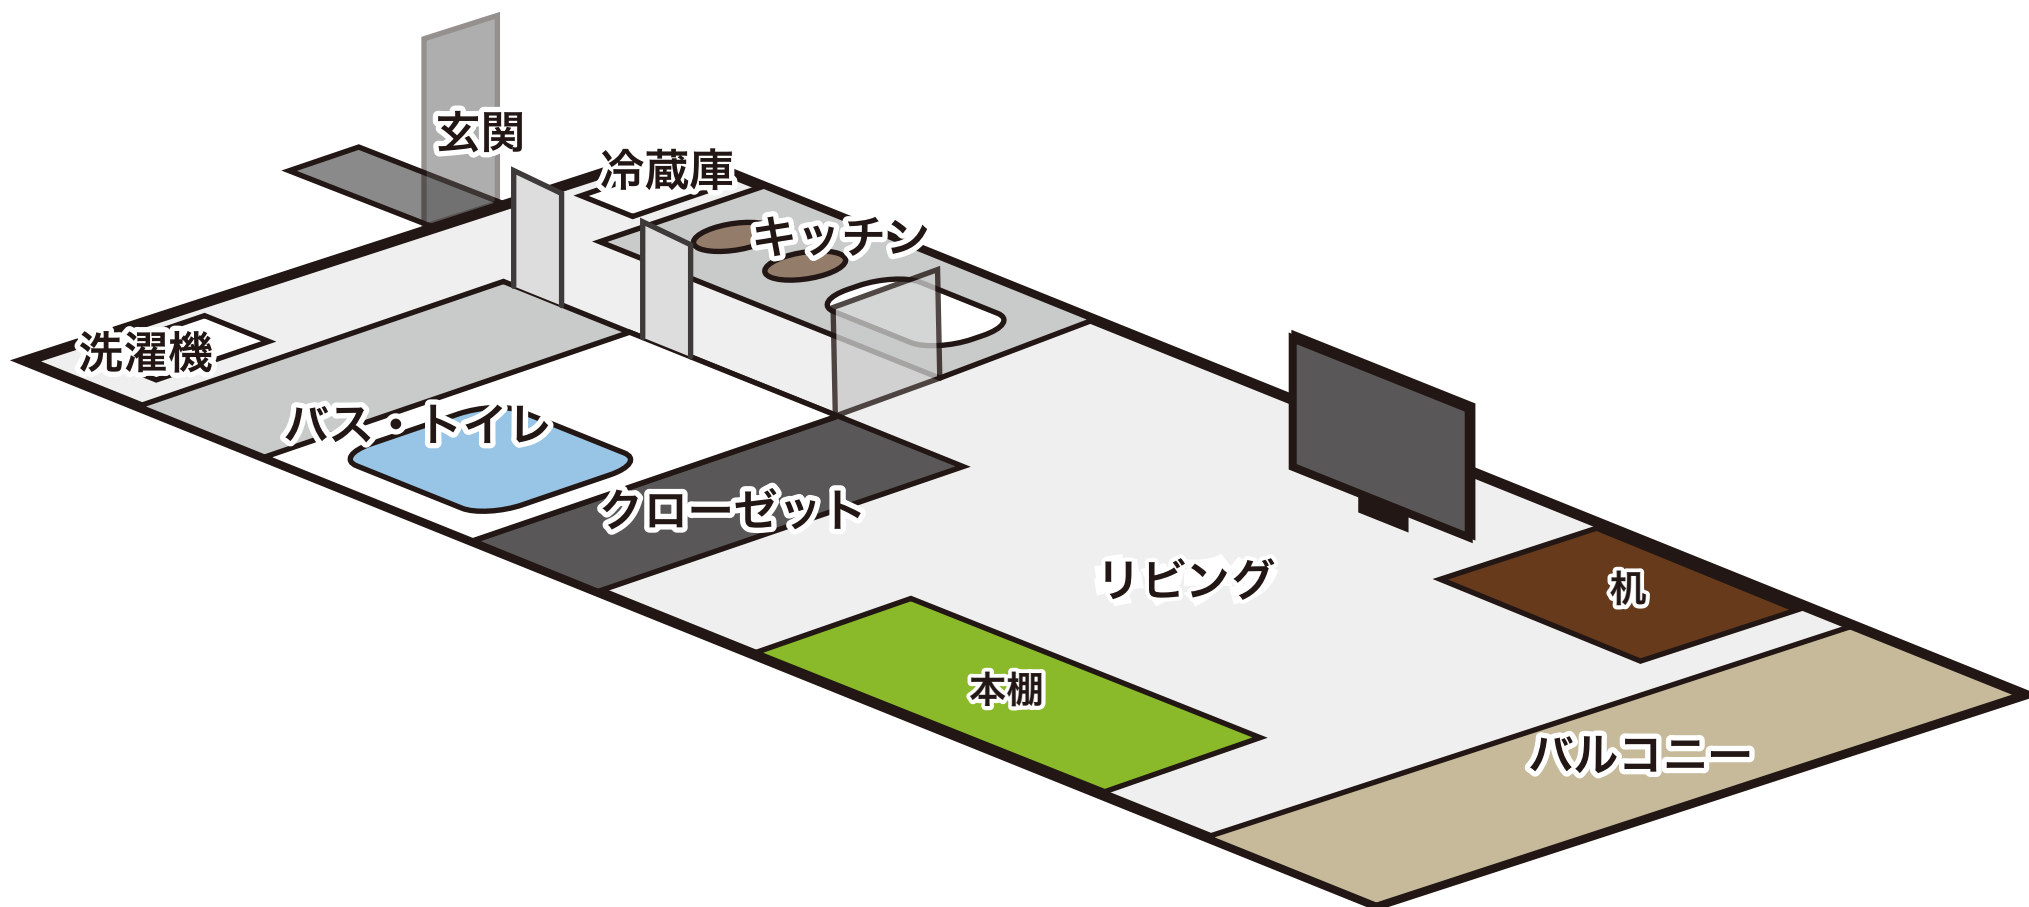 玄関
冷蔵庫
キッチン
洗濯機
バス・トイレ
クローゼット
リビング
机
本棚
バルコニー